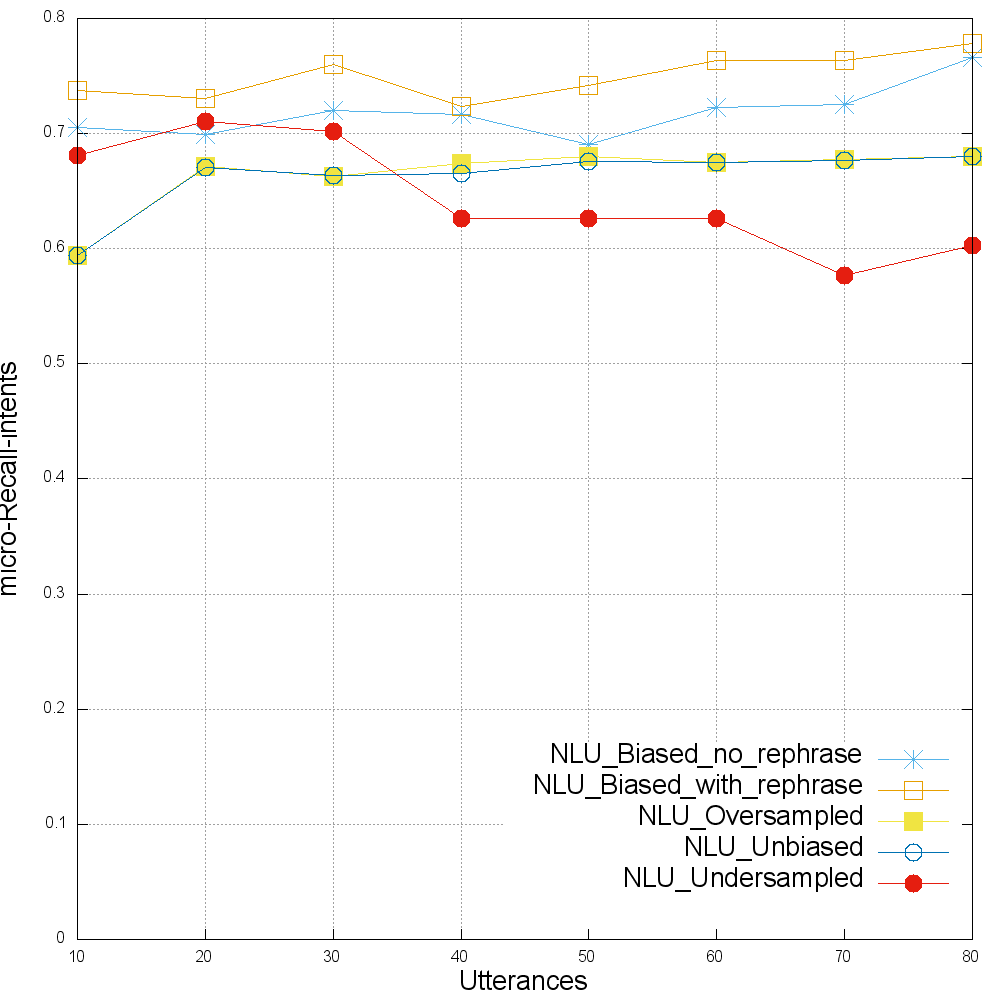 0.8
0.77
0.6
0.5
0.4
0.3
0.2
0.1
0
micro-Recall-intents
NLU_Biased_no_rephrase
NLU_Biased_with_rephrase
NLU_Oversampled
NLU_Unbiased
NLU_Undersampled
10 20 30 40 50 60 70 80
Utterances